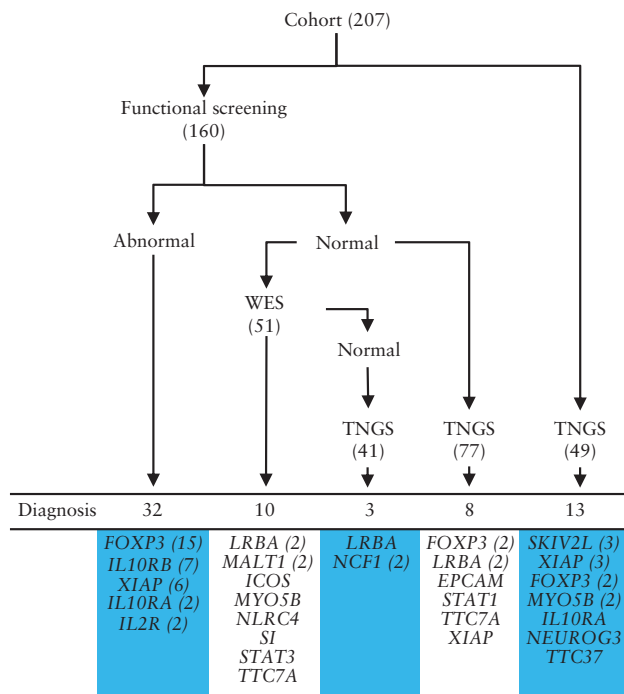 Cohort (207)
Functional screening
(160)
Abnormal
Normal
WES
(51)
Normal
TNGS
(41)
TNGS
(77)
TNGS
(49)
Diagnosis 32 10 3 8 13
FOXP3 (15)
IL10RB (7)
XIAP (6)
IL10RA (2)
IL2R (2)
LRBA (2)
MALT1 (2)
ICOS
MYO5B
NLRC4
SI
STAT3
TTC7A
LRBA
NCF1 (2)
FOXP3 (2)
LRBA (2)
EPCAM
STAT1
TTC7A
XIAP
SKIV2L (3)
XIAP (3)
FOXP3 (2)
MYO5B (2)
IL10RA
NEUROG3
TTC37